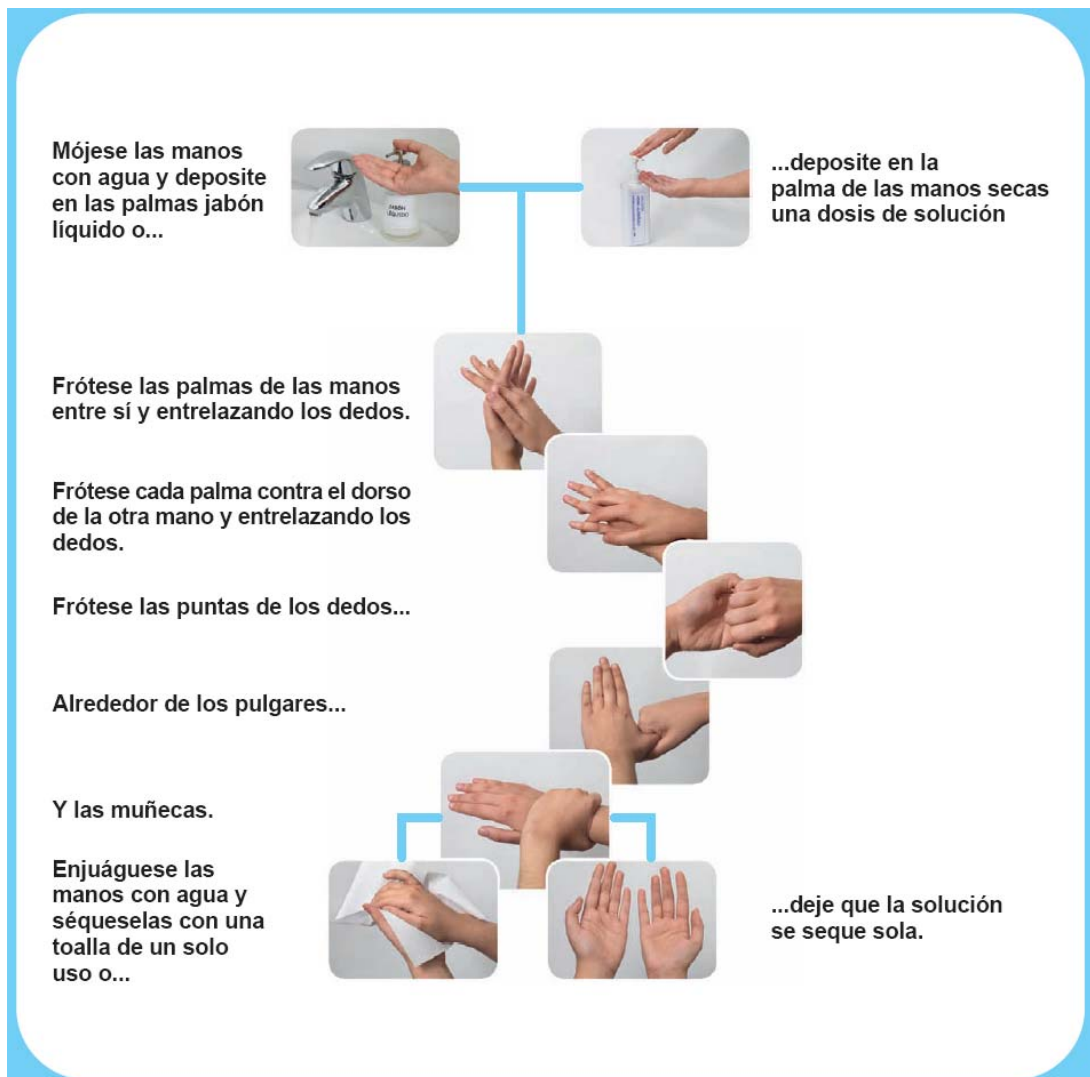 Mójese las manos
con agua y deposite
en las palmas jabón
líquido o...
...deposite en la
palma de las manos secas
una dosis de solución
Frótese las palmas de las manos
entre sí y entrelazando los dedos.
Frótese cada palma contra el dorso
de la otra mano y entrelazando los
dedos.
Frótese las puntas de los dedos...
Alrededor de los pulgares...
Y las muñecas.
Enjuáguese las
manos con agua y
séqueselas con una
toalla de un solo
uso o...
...deje que la solución
se seque sola.